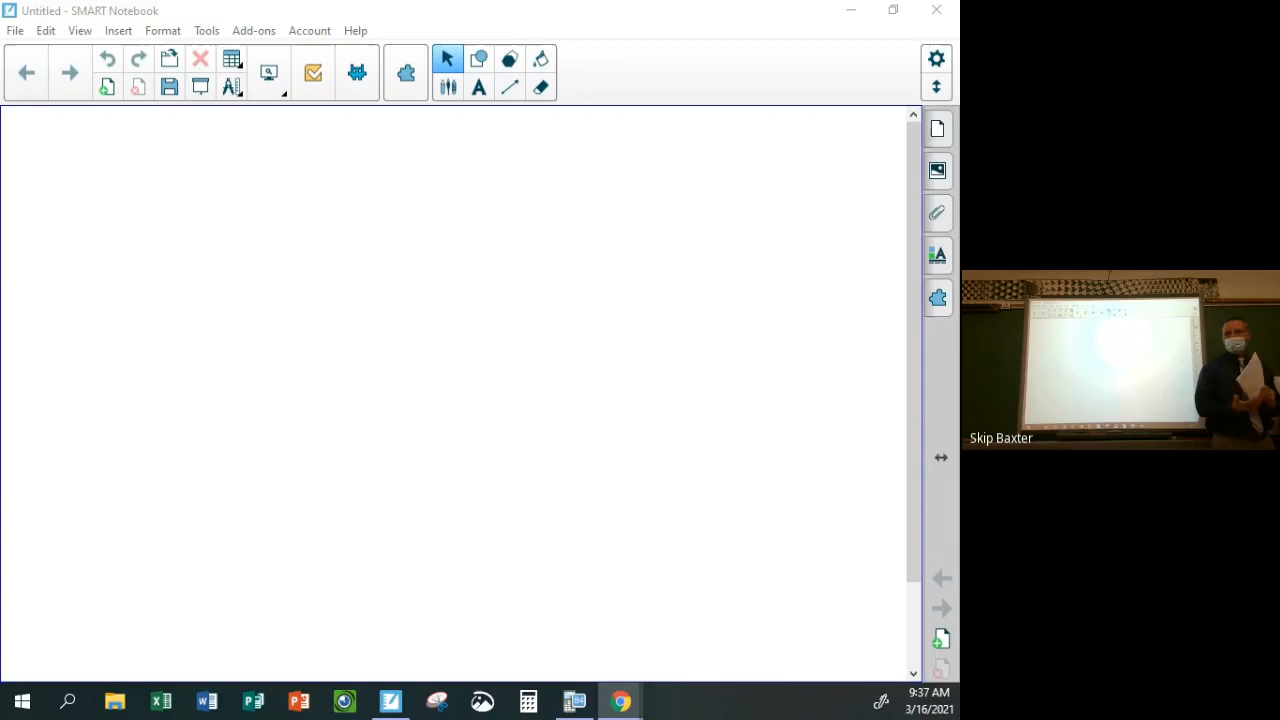 Untitled - SMART Notebook
File Edit View Insert Format Tools Add-ons Account Help
Skip Baxter
9:37 AM
3/16/2021